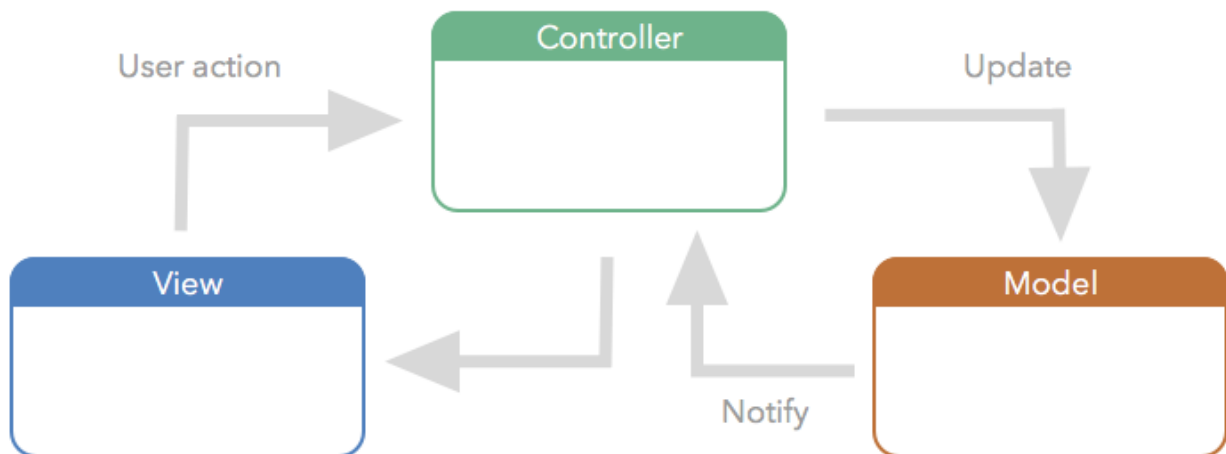 Controller
User action
Update
View
Model
Notify